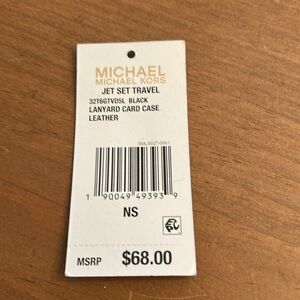 MICHAEL
MICHAEL KORS
JET SET TRAVEL
32T6GTVD5L BLACK
LANYARD CARD CASE
LEATHER
1 90049 49393 9
NS
MSRP $68.00